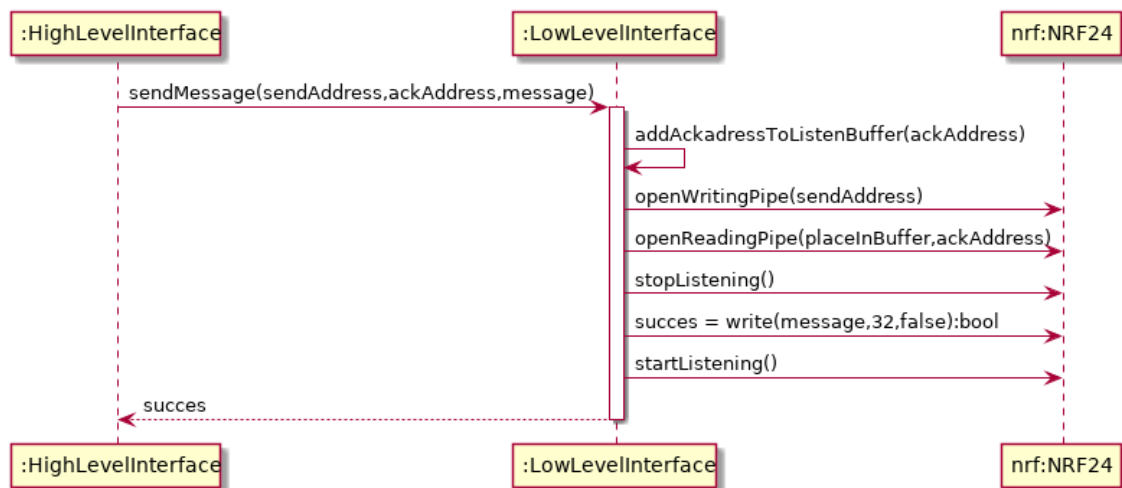 :HighLevelInterface
:LowLevelInterface
nrf:NRF24
sendMessage(sendAddress,ackAddress,message)
addAckadressToListenBuffer(ackAddress)
openWritingPipe(sendAddress)
openReadingPipe(placeInBuffer,ackAddress)
stopListening()
succes = write(message,32,false):bool
startListening()
succes
:HighLevelInterface
:LowLevelInterface
nrf:NRF24